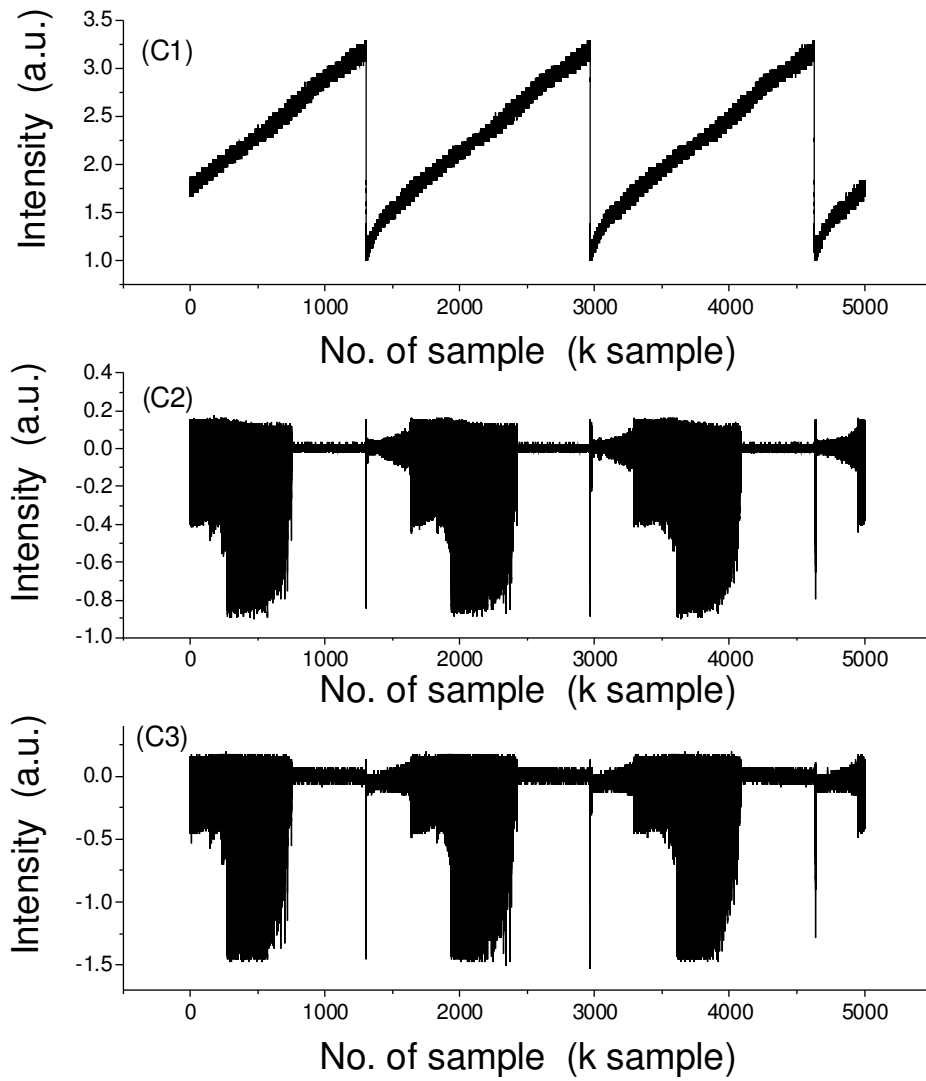 (C1)
Intensity (a.u.)
3.5
3.0
2.5
2.0
1.5
1.0
0 1000 2000 3000 4000 5000
No. of sample (k sample)
(C2)
Intensity (a.u.)
0.4
0.2
0.0
-0.2
-0.4
-0.6
-0.8
-1.0
0 1000 2000 3000 4000 5000
No. of sample (k sample)
(C3)
Intensity (a.u.)
0.0
-0.5
-1.0
-1.5
0 1000 2000 3000 4000 5000
No. of sample (k sample)